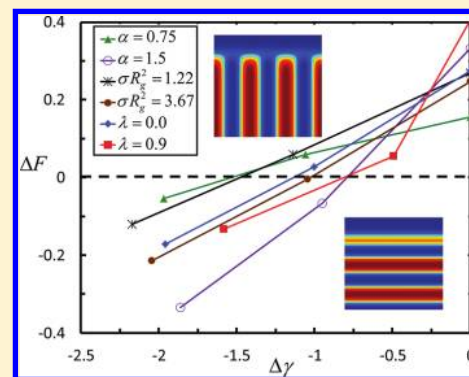 0.4
α = 0.75
α = 1.5
σR_g^2 = 1.22
σR_g^2 = 3.67
λ = 0.0
λ = 0.9
0.2
ΔF
0
-0.2
-0.4
-2.5 -2 -1.5 -1 -0.5 0
Δγ